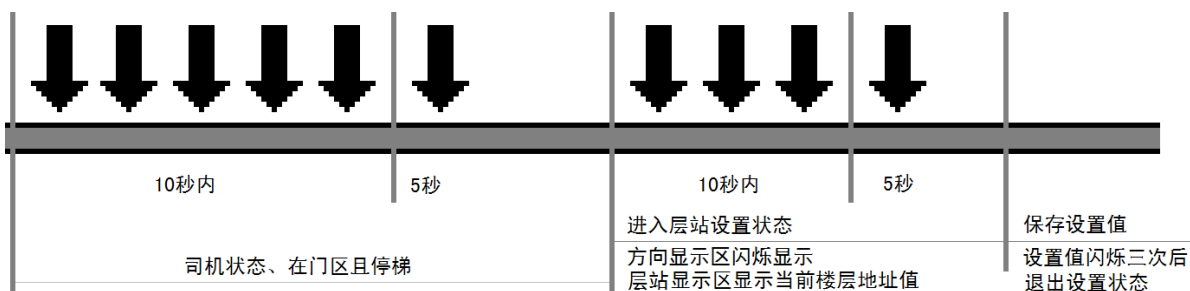 10秒内
5秒
10秒内
5秒
进入层站设置状态
保存设置值
司机状态、在门区且停梯
方向显示区闪烁显示
层站显示区显示当前楼层地址值
设置值闪烁三次后
退出设置状态